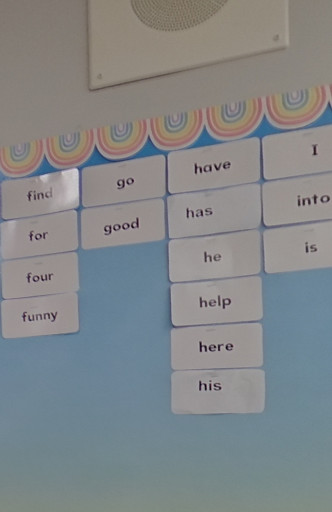 find
for
four
funny
go
good
have
has
he
help
here
his
I
into
is